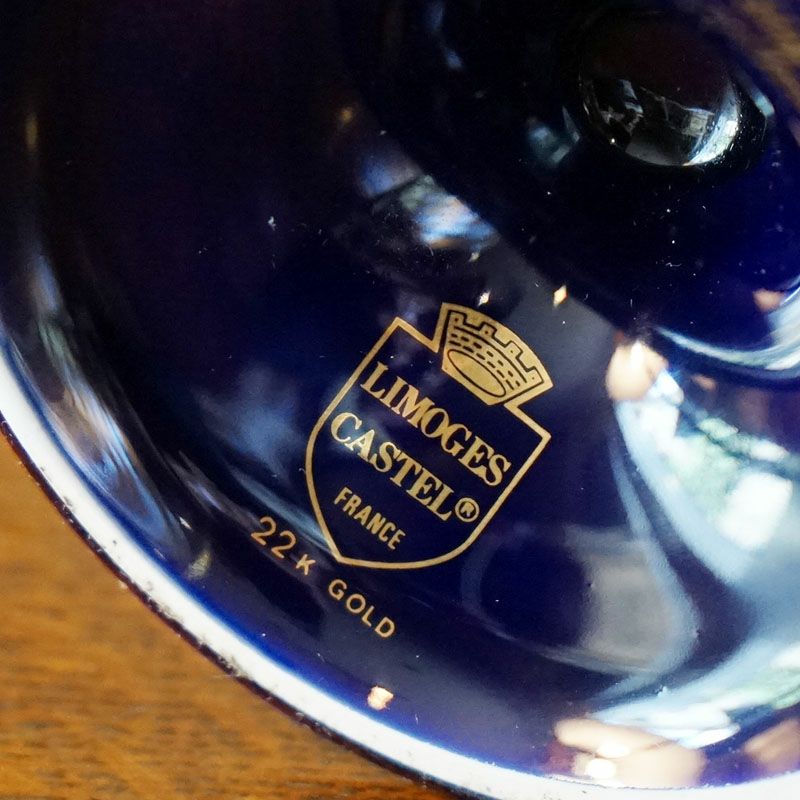 LIMOGES
CASTEL®
FRANCE
22K GOLD